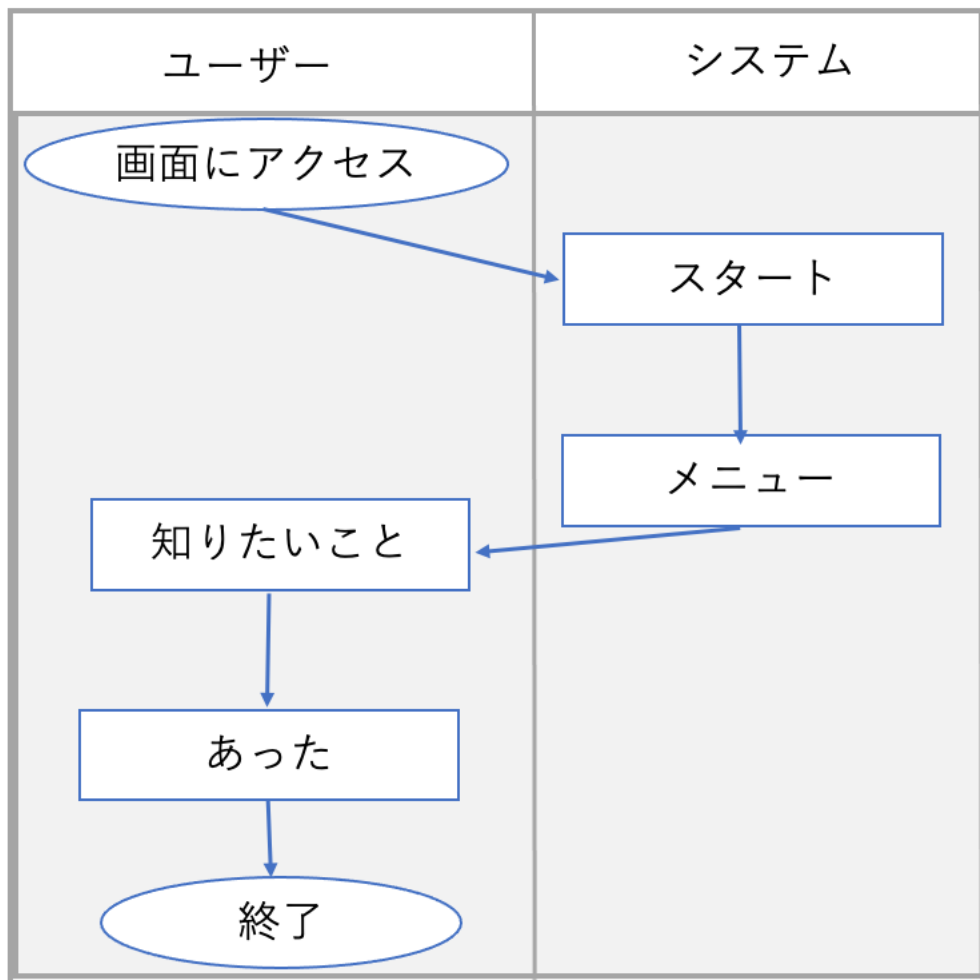 ユーザー
システム
画面にアクセス
スタート
メニュー
知りたいこと
あった
終了